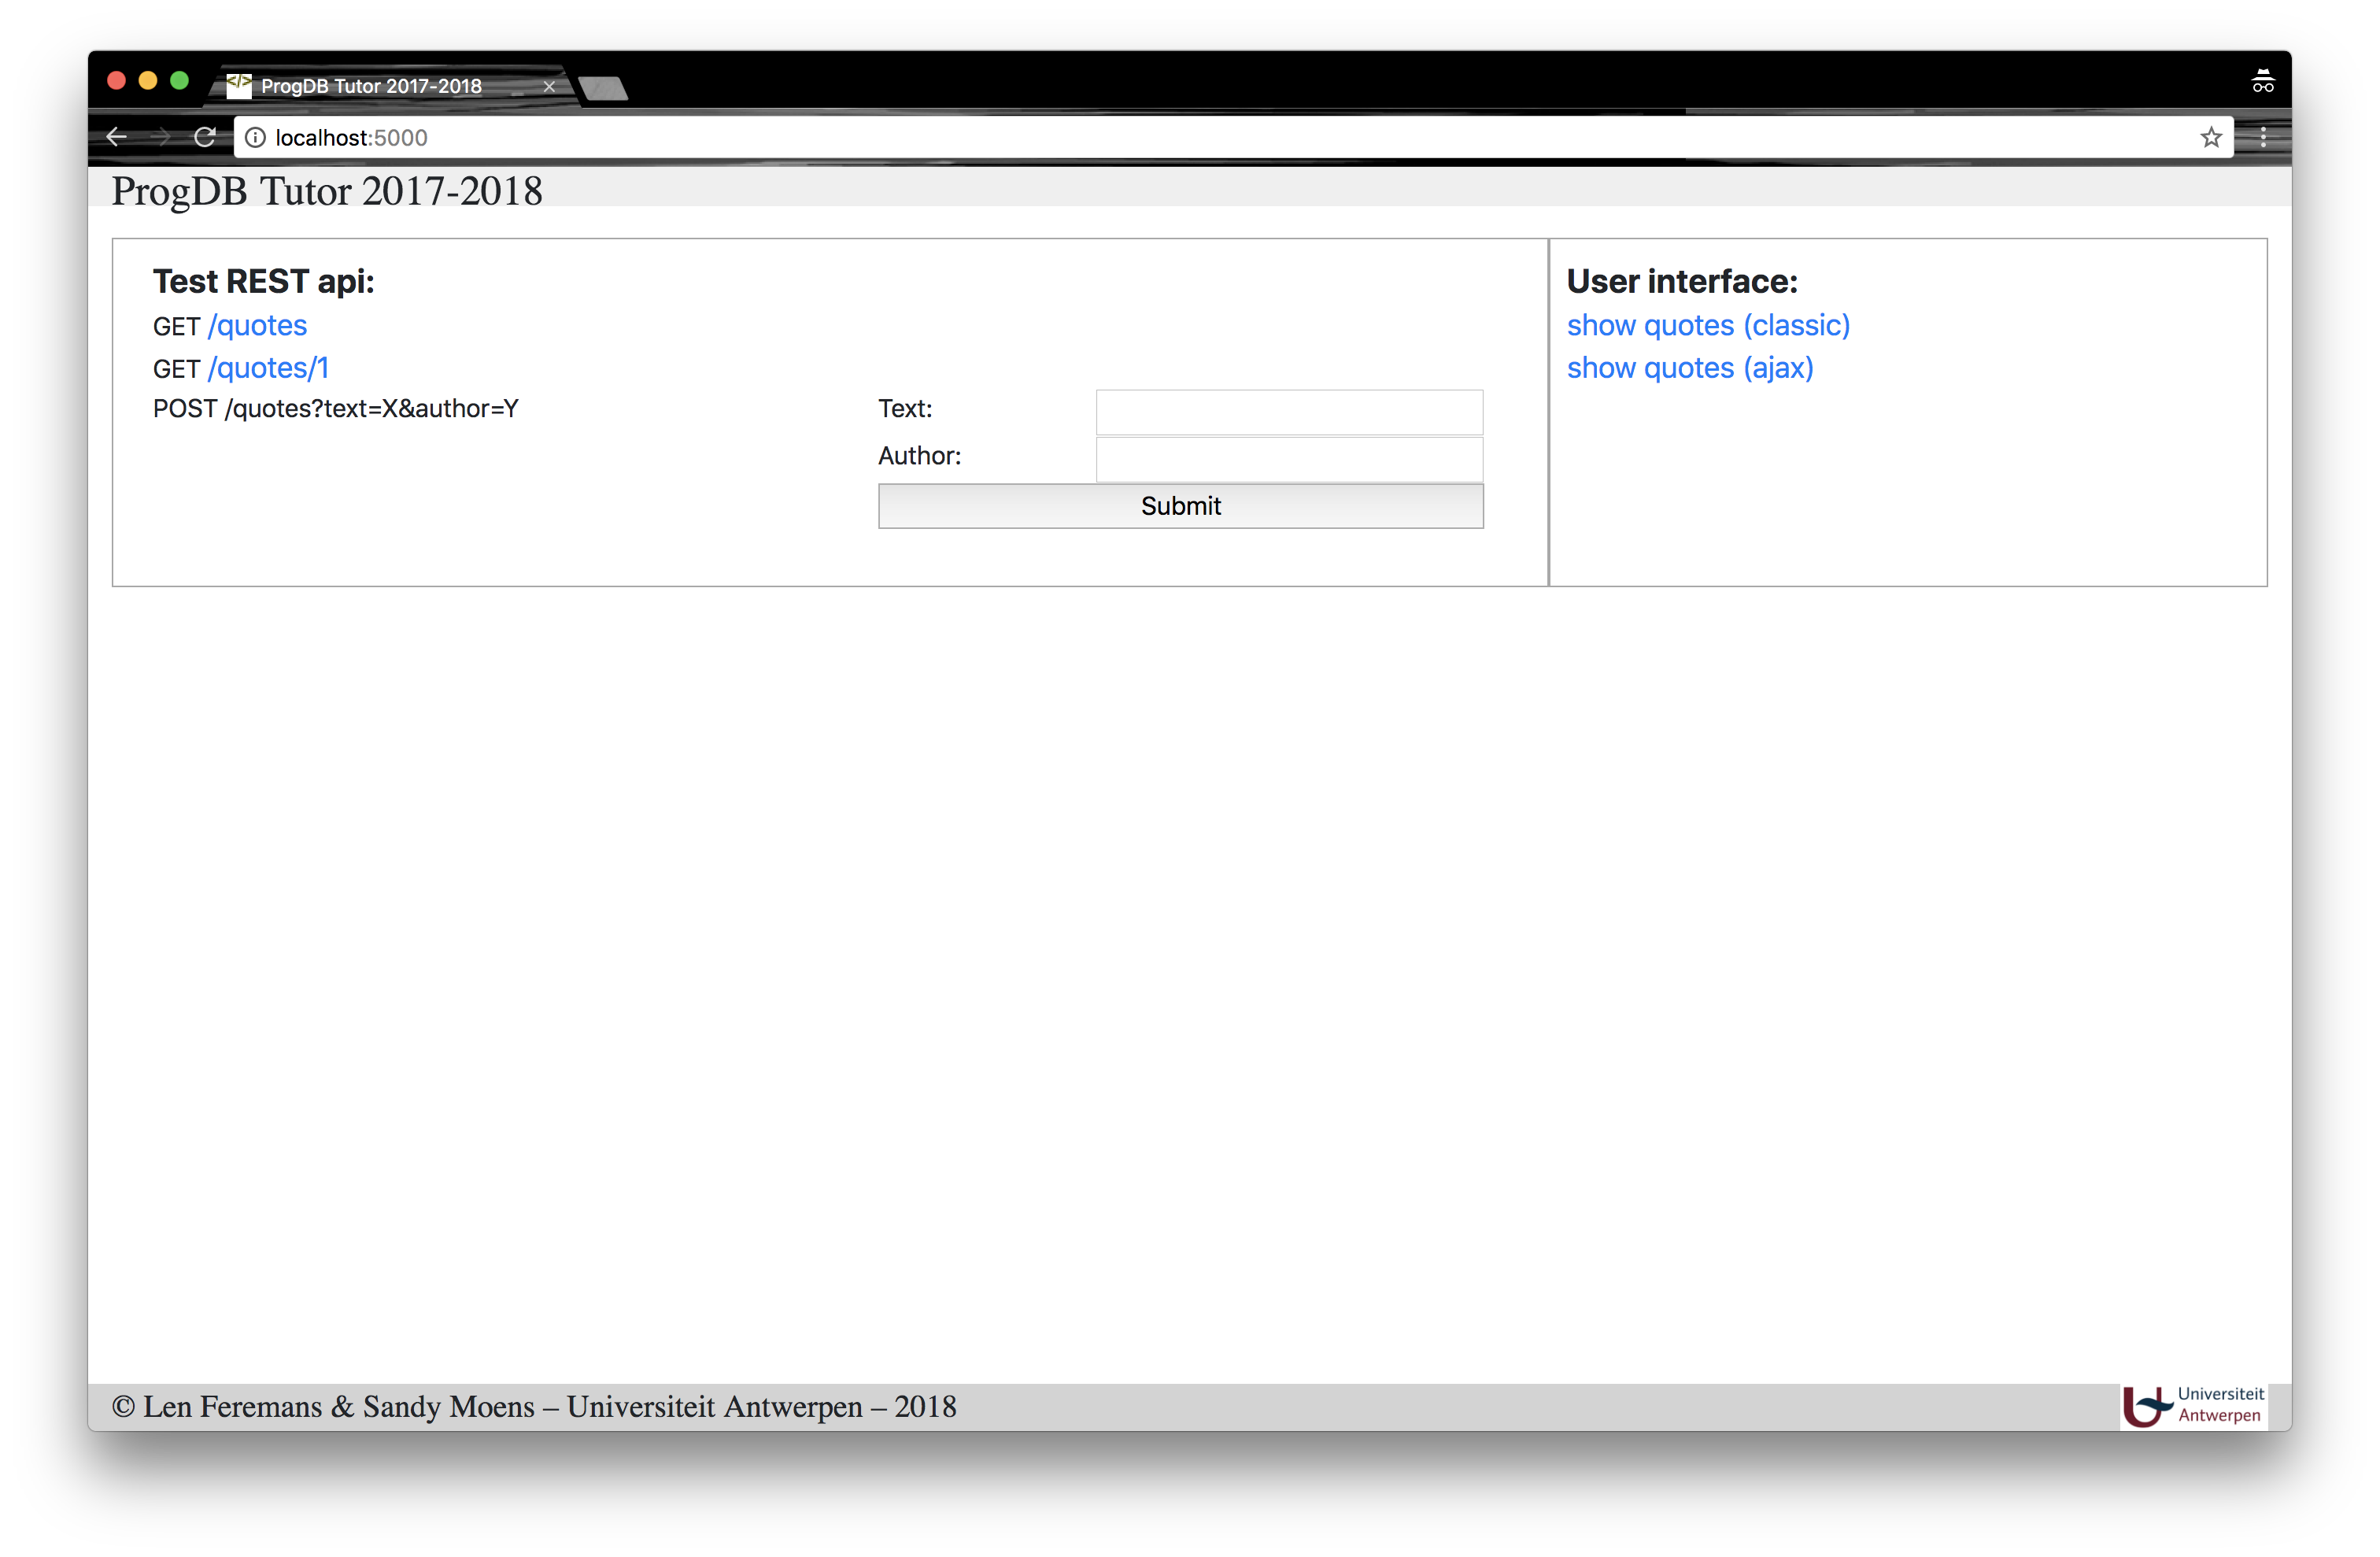 ProgDB Tutor 2017-2018
localhost:5000
ProgDB Tutor 2017-2018
Test REST api:
GET /quotes
GET /quotes/1
POST /quotes?text=X&author=Y
Text:
Author:
Submit
User interface:
show quotes (classic)
show quotes (ajax)
© Len Feremans & Sandy Moens – Universiteit Antwerpen – 2018
Universiteit
Antwerpen